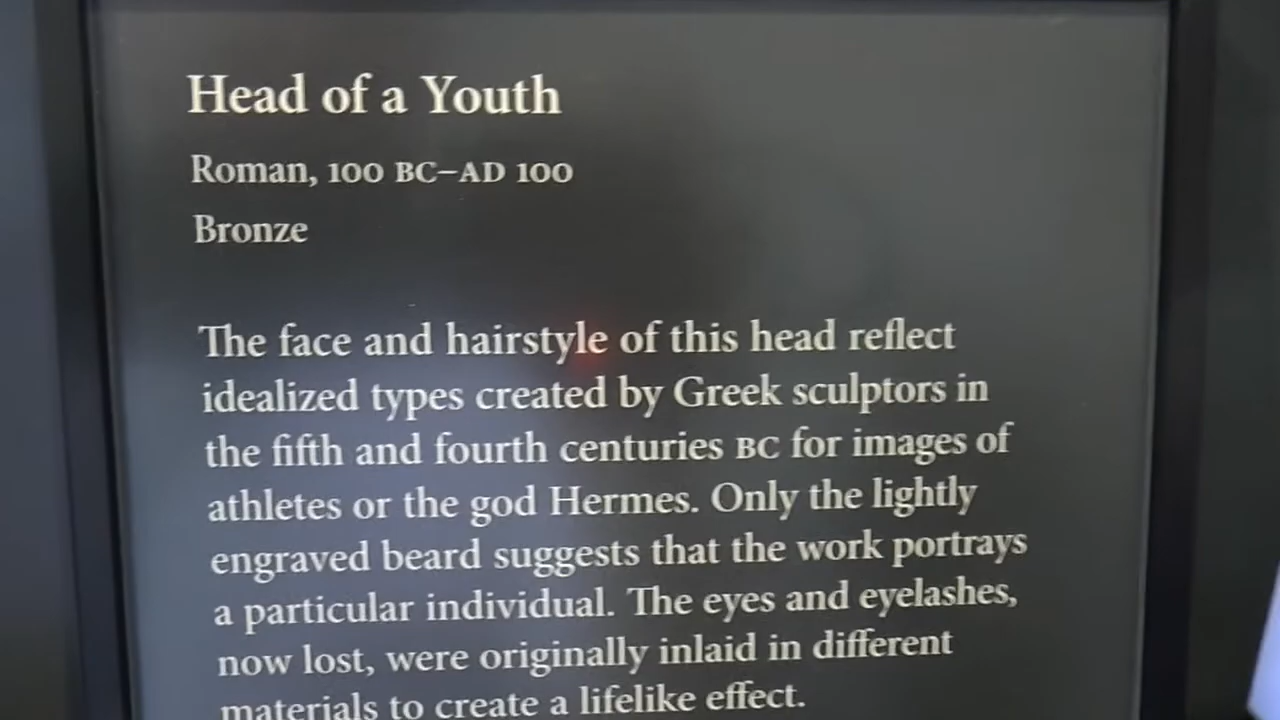 Head of a Youth
Roman, 100 BC–AD 100
Bronze
The face and hairstyle of this head reflect
idealized types created by Greek sculptors in
the fifth and fourth centuries BC for images of
athletes or the god Hermes. Only the lightly
engraved beard suggests that the work portrays
a particular individual. The eyes and eyelashes,
now lost, were originally inlaid in different
materials to create a lifelike effect.